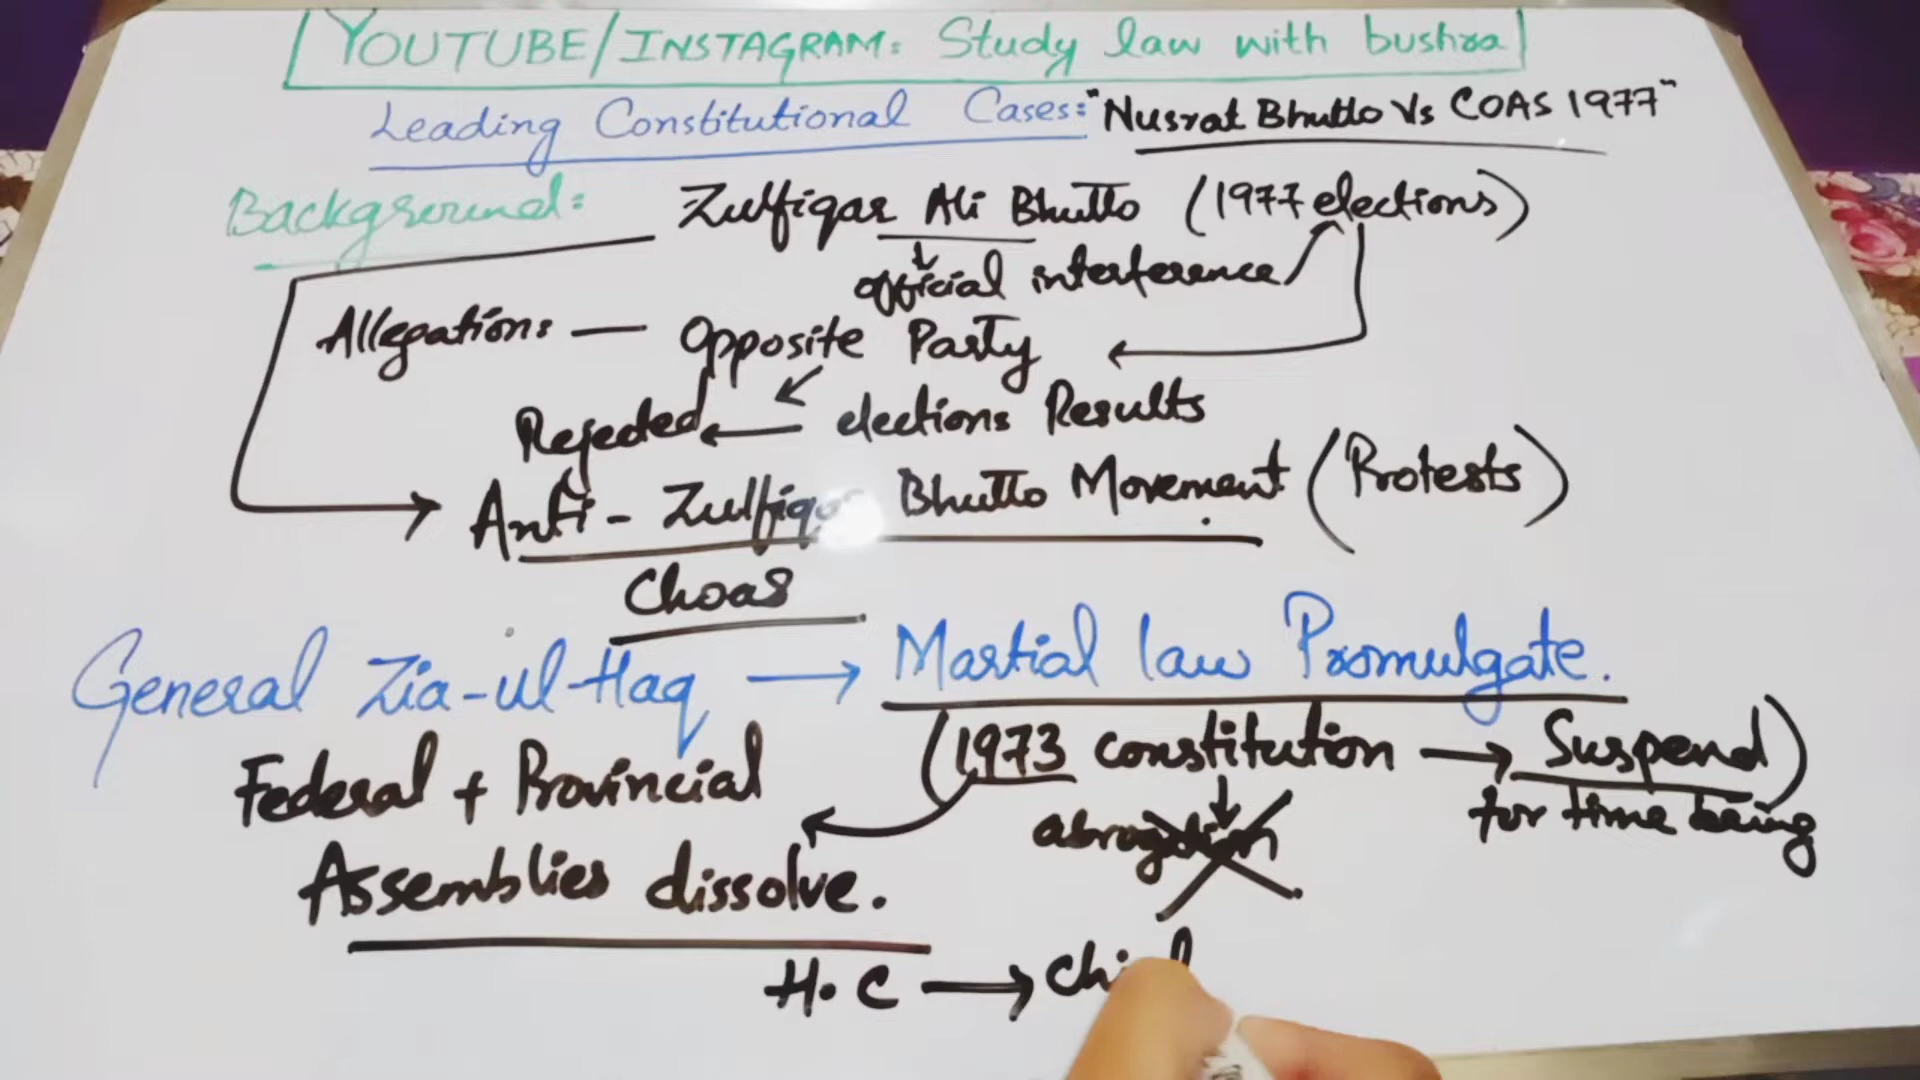 YOUTUBE/INSTAGRAM: Study law with bushra
Leading Constitutional Cases: "Nusrat Bhutto Vs COAS 1977"
Background: Zulfiqar Ali Bhutto (1977 elections)
official interference
Allegations — Opposite Party
Rejected ← elections Results
Anti - Zulfiqar Bhutto Movement (Protests)
Choas
General Zia-ul-Haq → Martial law Promulgate.
(1973 constitution → Suspend)
for time being
Federal + Provincial
abrogation
Assemblies dissolve.
H.C → Chief